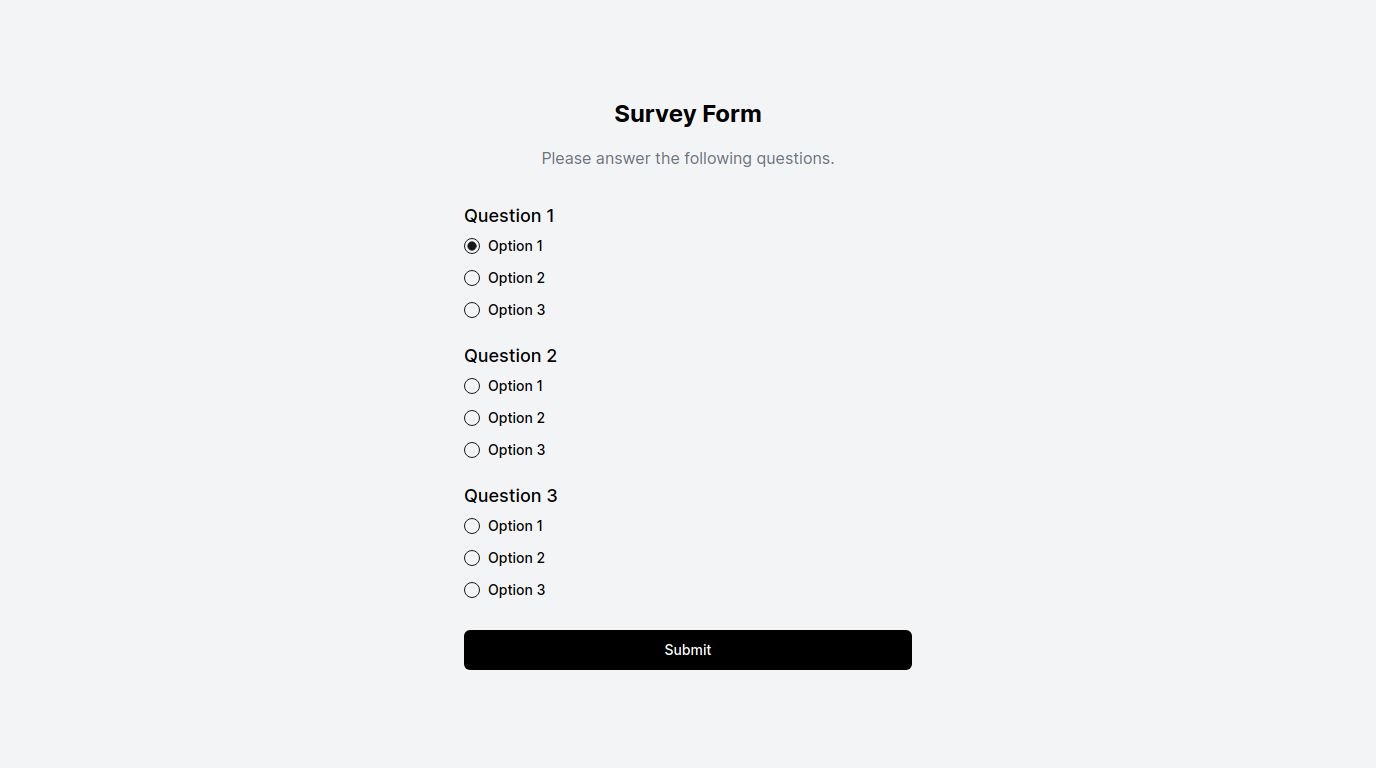 Survey Form
Please answer the following questions.
Question 1
Option 1
Option 2
Option 3
Question 2
Option 1
Option 2
Option 3
Question 3
Option 1
Option 2
Option 3
Submit